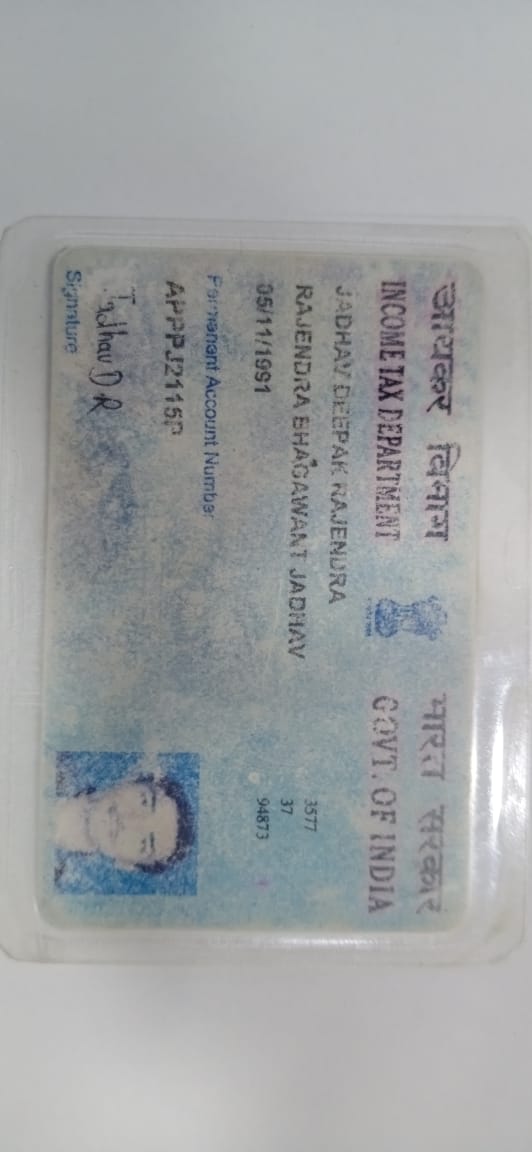 आयकर विभाग
INCOME TAX DEPARTMENT
भारत सरकार
GOVT. OF INDIA
JADHAV DEEPAK RAJENDRA
RAJENDRA BHAGAWANT JADHAV
05/11/1991
3577
37
94873
Permanent Account Number
APPPJ2115P
Jadhav D R
Signature